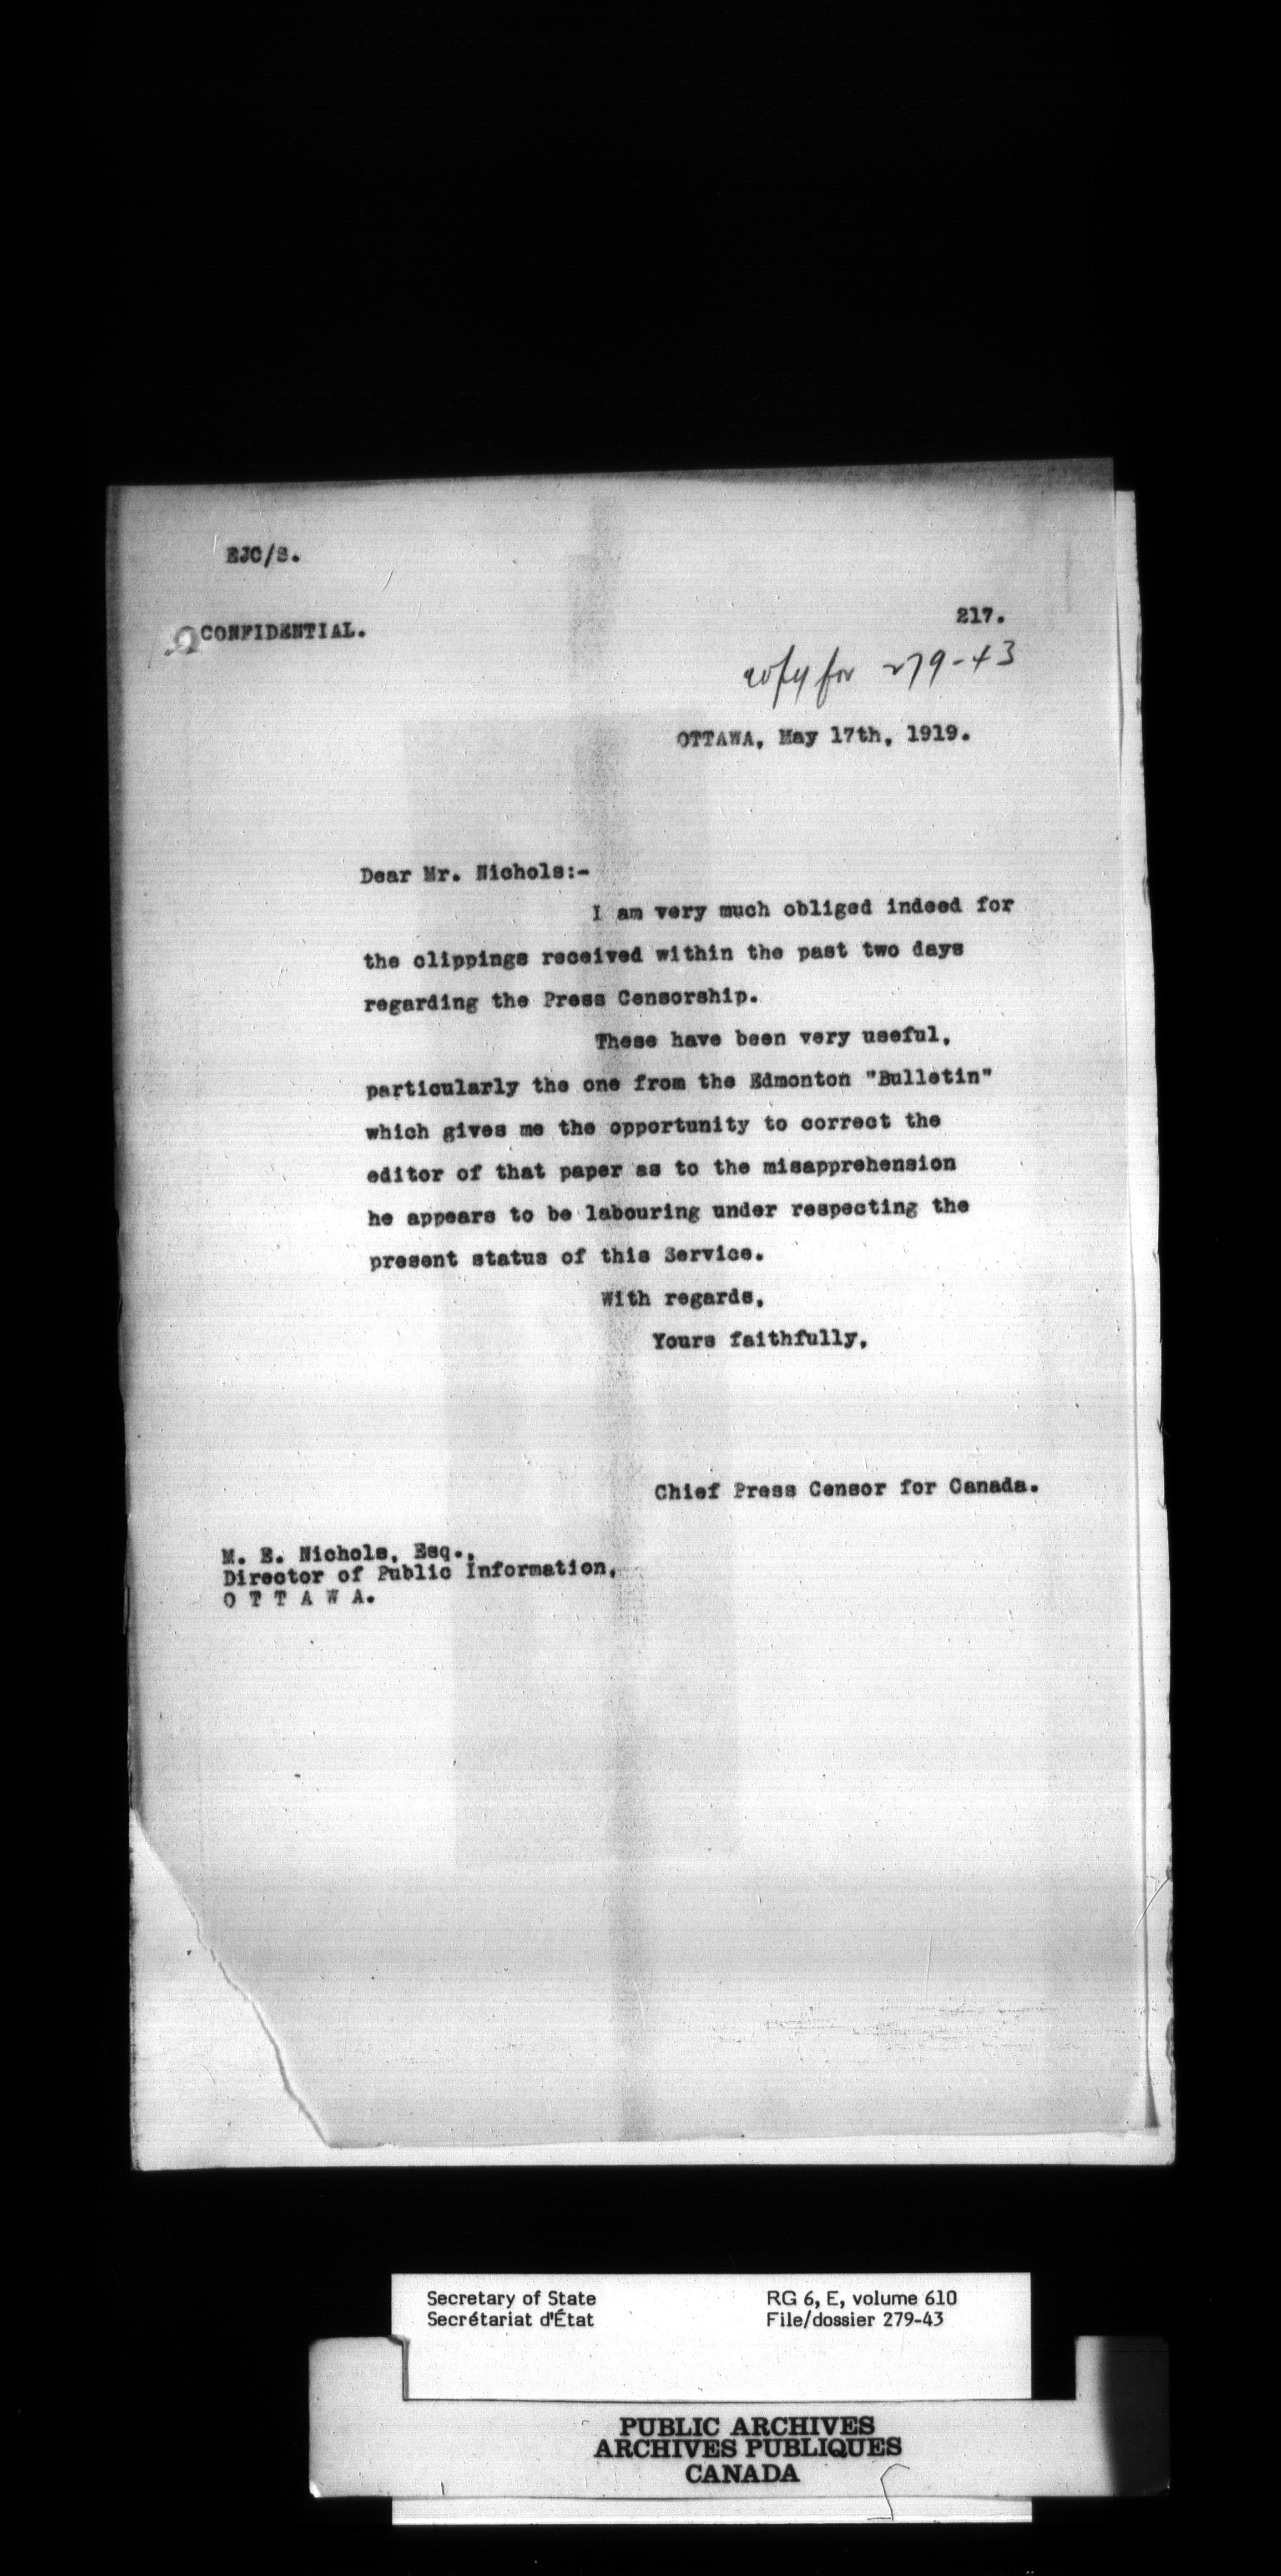 EJC/S.
CONFIDENTIAL.
217.
copy for 279-43
OTTAWA, May 17th, 1919.
Dear Mr. Nichols:-
I am very much obliged indeed for
the clippings received within the past two days
regarding the Press Censorship.
These have been very useful,
particularly the one from the Edmonton "Bulletin"
which gives me the opportunity to correct the
editor of that paper as to the misapprehension
he appears to be labouring under respecting the
present status of this Service.
With regards,
Yours faithfully,
Chief Press Censor for Canada.
M. E. Nichols, Esq.,
Director of Public Information,
O T T A W A.
Secretary of State
Secrétariat d'État
RG 6, E, volume 610
File/dossier 279-43
PUBLIC ARCHIVES
ARCHIVES PUBLIQUES
CANADA